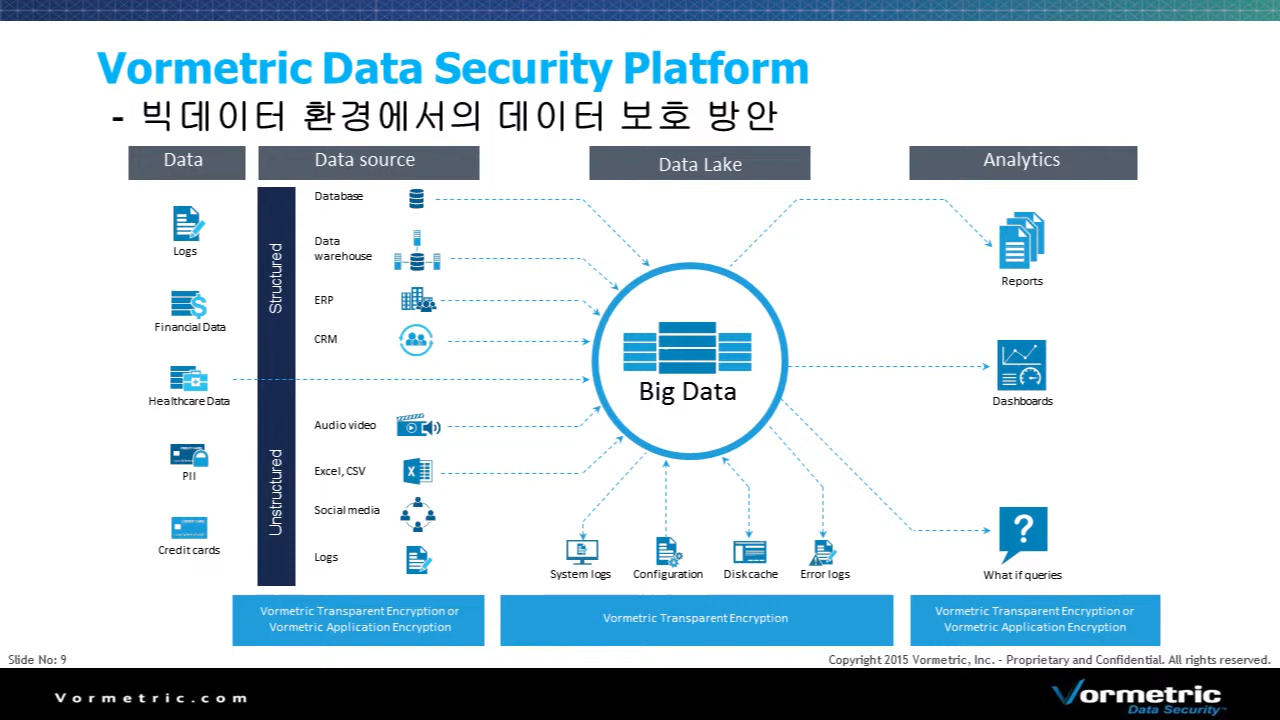 Vormetric Data Security Platform
- 빅데이터 환경에서의 데이터 보호 방안
Data
Data source
Data Lake
Analytics
Logs
Financial Data
Healthcare Data
PII
Credit cards
Structured
Unstructured
Database
Data
warehouse
ERP
CRM
Audio video
Excel, CSV
Social media
Logs
Big Data
System logs
Configuration
Disk cache
Error logs
Reports
Dashboards
?
What if queries
Vormetric Transparent Encryption or
Vormetric Application Encryption
Vormetric Transparent Encryption
Vormetric Transparent Encryption or
Vormetric Application Encryption
Slide No: 9
Copyright 2015 Vormetric, Inc. – Proprietary and Confidential. All rights reserved.
Vormetric.com
Vormetric
Data Security™